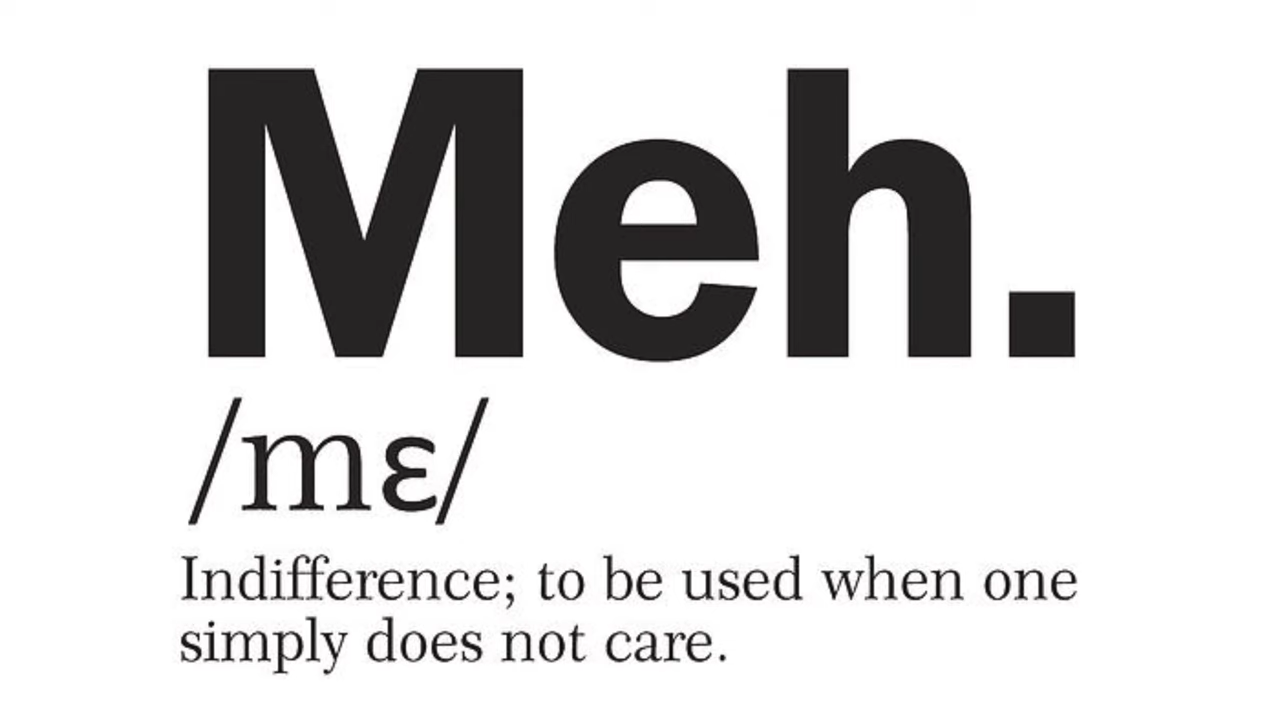 Meh.
/mɛ/
Indifference; to be used when one
simply does not care.